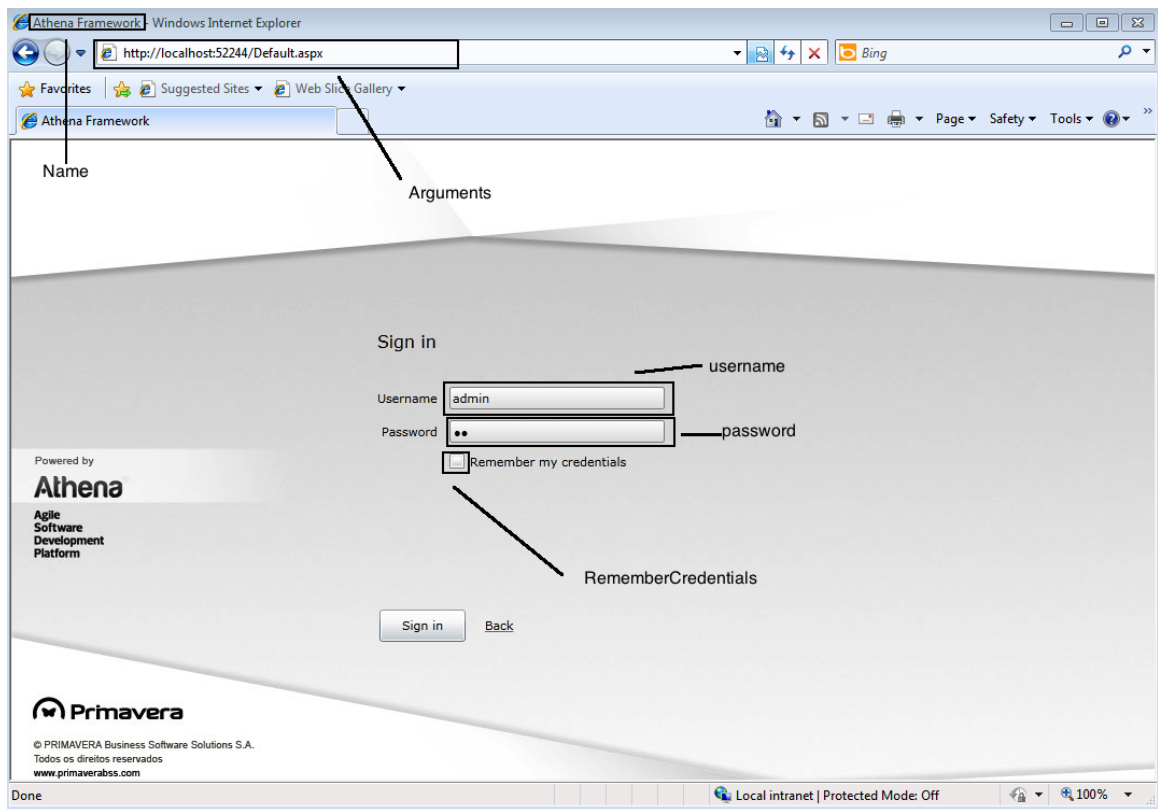 Athena Framework - Windows Internet Explorer
http://localhost:52244/Default.aspx
Bing
Favorites
Suggested Sites
Web Slice Gallery
Athena Framework
Page
Safety
Tools
Name
Arguments
Sign in
username
Username
admin
Password
password
Remember my credentials
Powered by
Athena
Agile
Software
Development
Platform
RememberCredentials
Sign in
Back
Primavera
© PRIMAVERA Business Software Solutions S.A.
Todos os direitos reservados
www.primaverabss.com
Done
Local intranet | Protected Mode: Off
100%